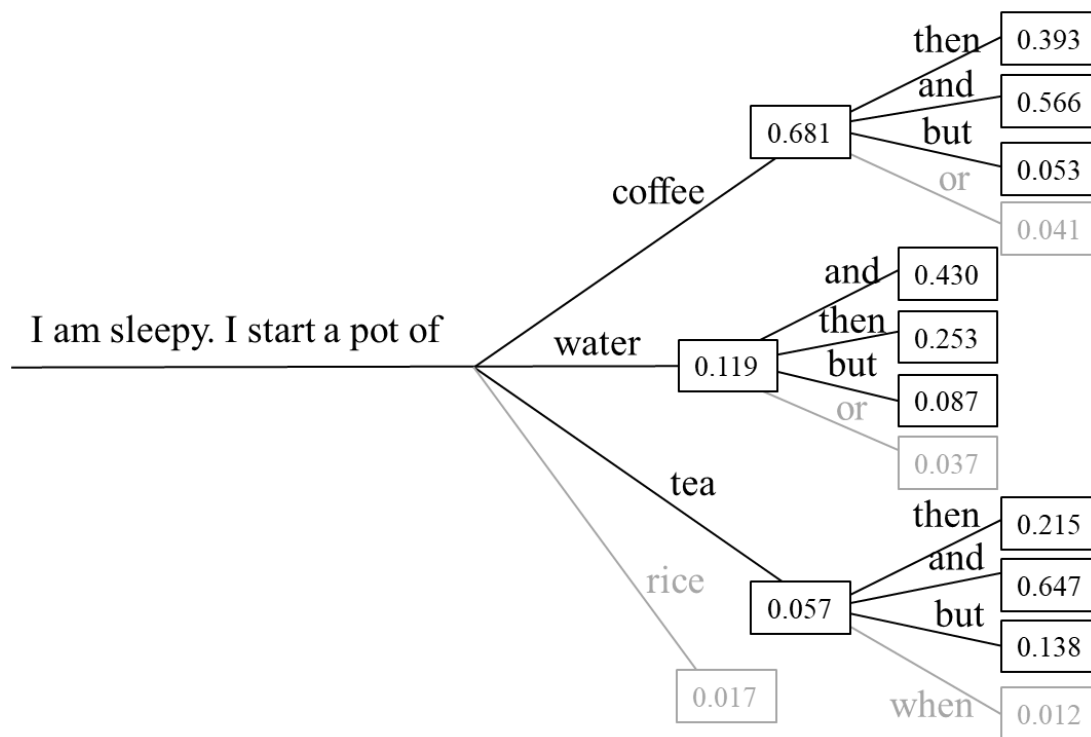 then 0.393
and 0.566
0.681
but 0.053
or 0.041
coffee
and 0.430
then 0.253
I am sleepy. I start a pot of
water 0.119
but 0.087
or 0.037
tea
then 0.215
and 0.647
rice
0.057
but 0.138
0.017
when 0.012